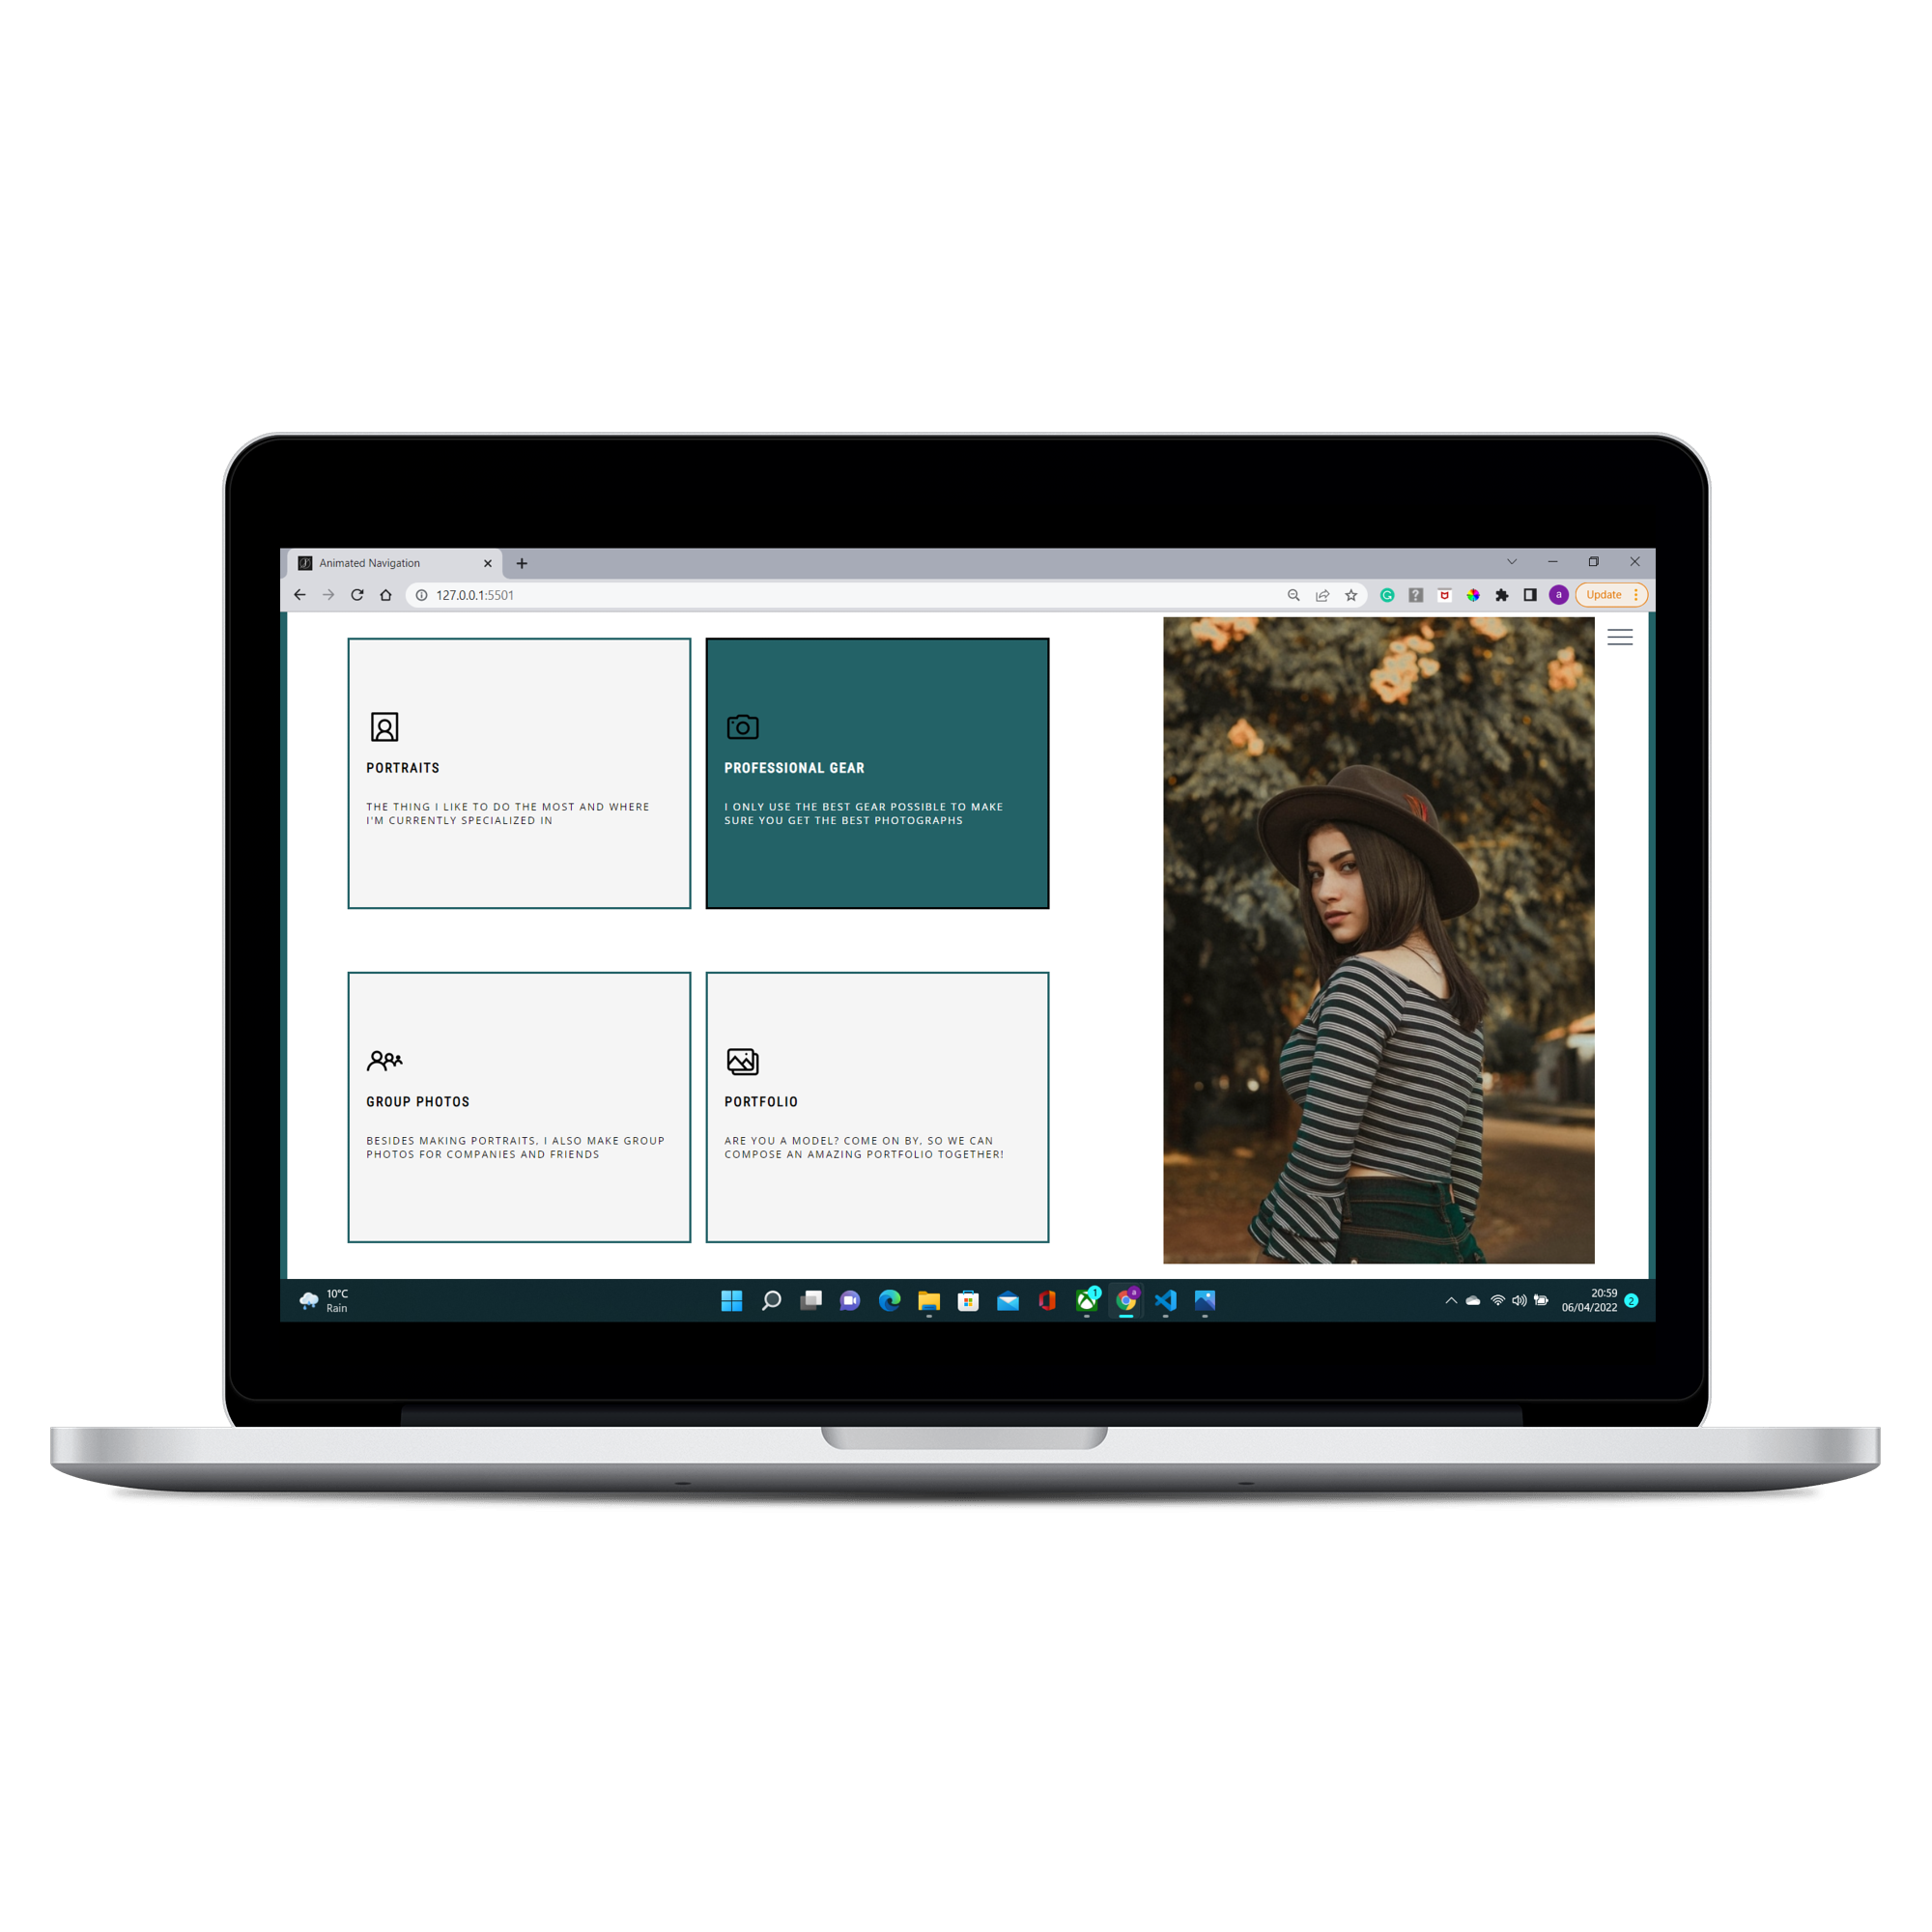 Animated Navigation
127.0.0.1:5501
a
Update
PORTRAITS
THE THING I LIKE TO DO THE MOST AND WHERE
I'M CURRENTLY SPECIALIZED IN
PROFESSIONAL GEAR
I ONLY USE THE BEST GEAR POSSIBLE TO MAKE
SURE YOU GET THE BEST PHOTOGRAPHS
GROUP PHOTOS
BESIDES MAKING PORTRAITS, I ALSO MAKE GROUP
PHOTOS FOR COMPANIES AND FRIENDS
PORTFOLIO
ARE YOU A MODEL? COME ON BY, SO WE CAN
COMPOSE AN AMAZING PORTFOLIO TOGETHER!
10°C
Rain
1
a
20:59
06/04/2022
2